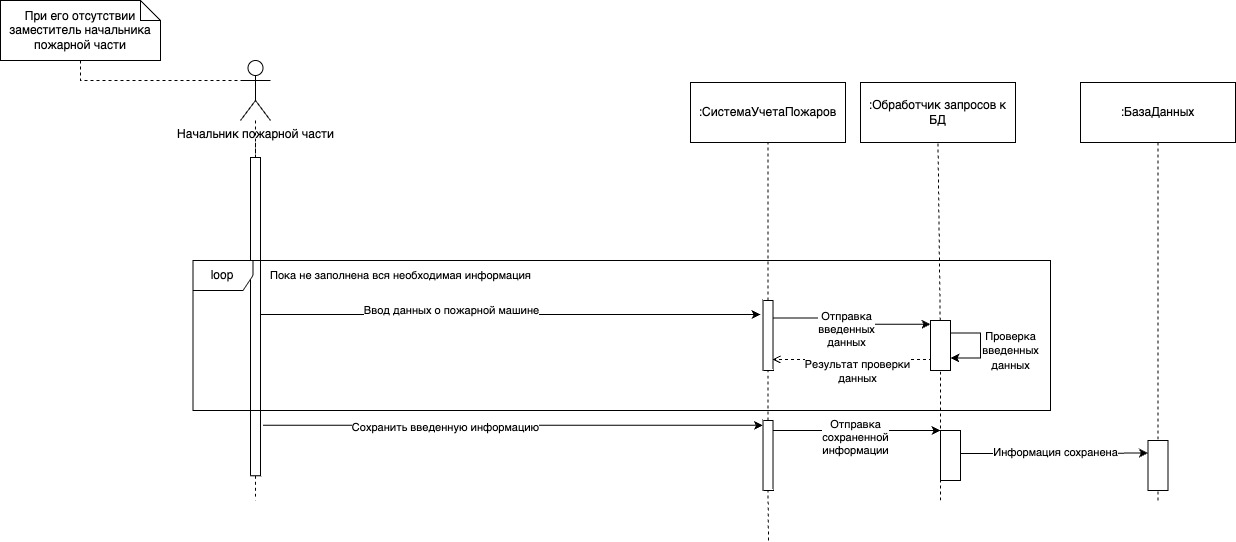 При его отсутствии
заместитель начальника
пожарной части
Начальник пожарной части
:СистемаУчетаПожаров
:Обработчик запросов к
БД
:БазаДанных
loop
Пока не заполнена вся необходимая информация
Ввод данных о пожарной машине
Отправка
введенных
данных
Проверка
введенных
данных
Результат проверки
данных
Сохранить введенную информацию
Отправка
сохраненной
информации
Информация сохранена